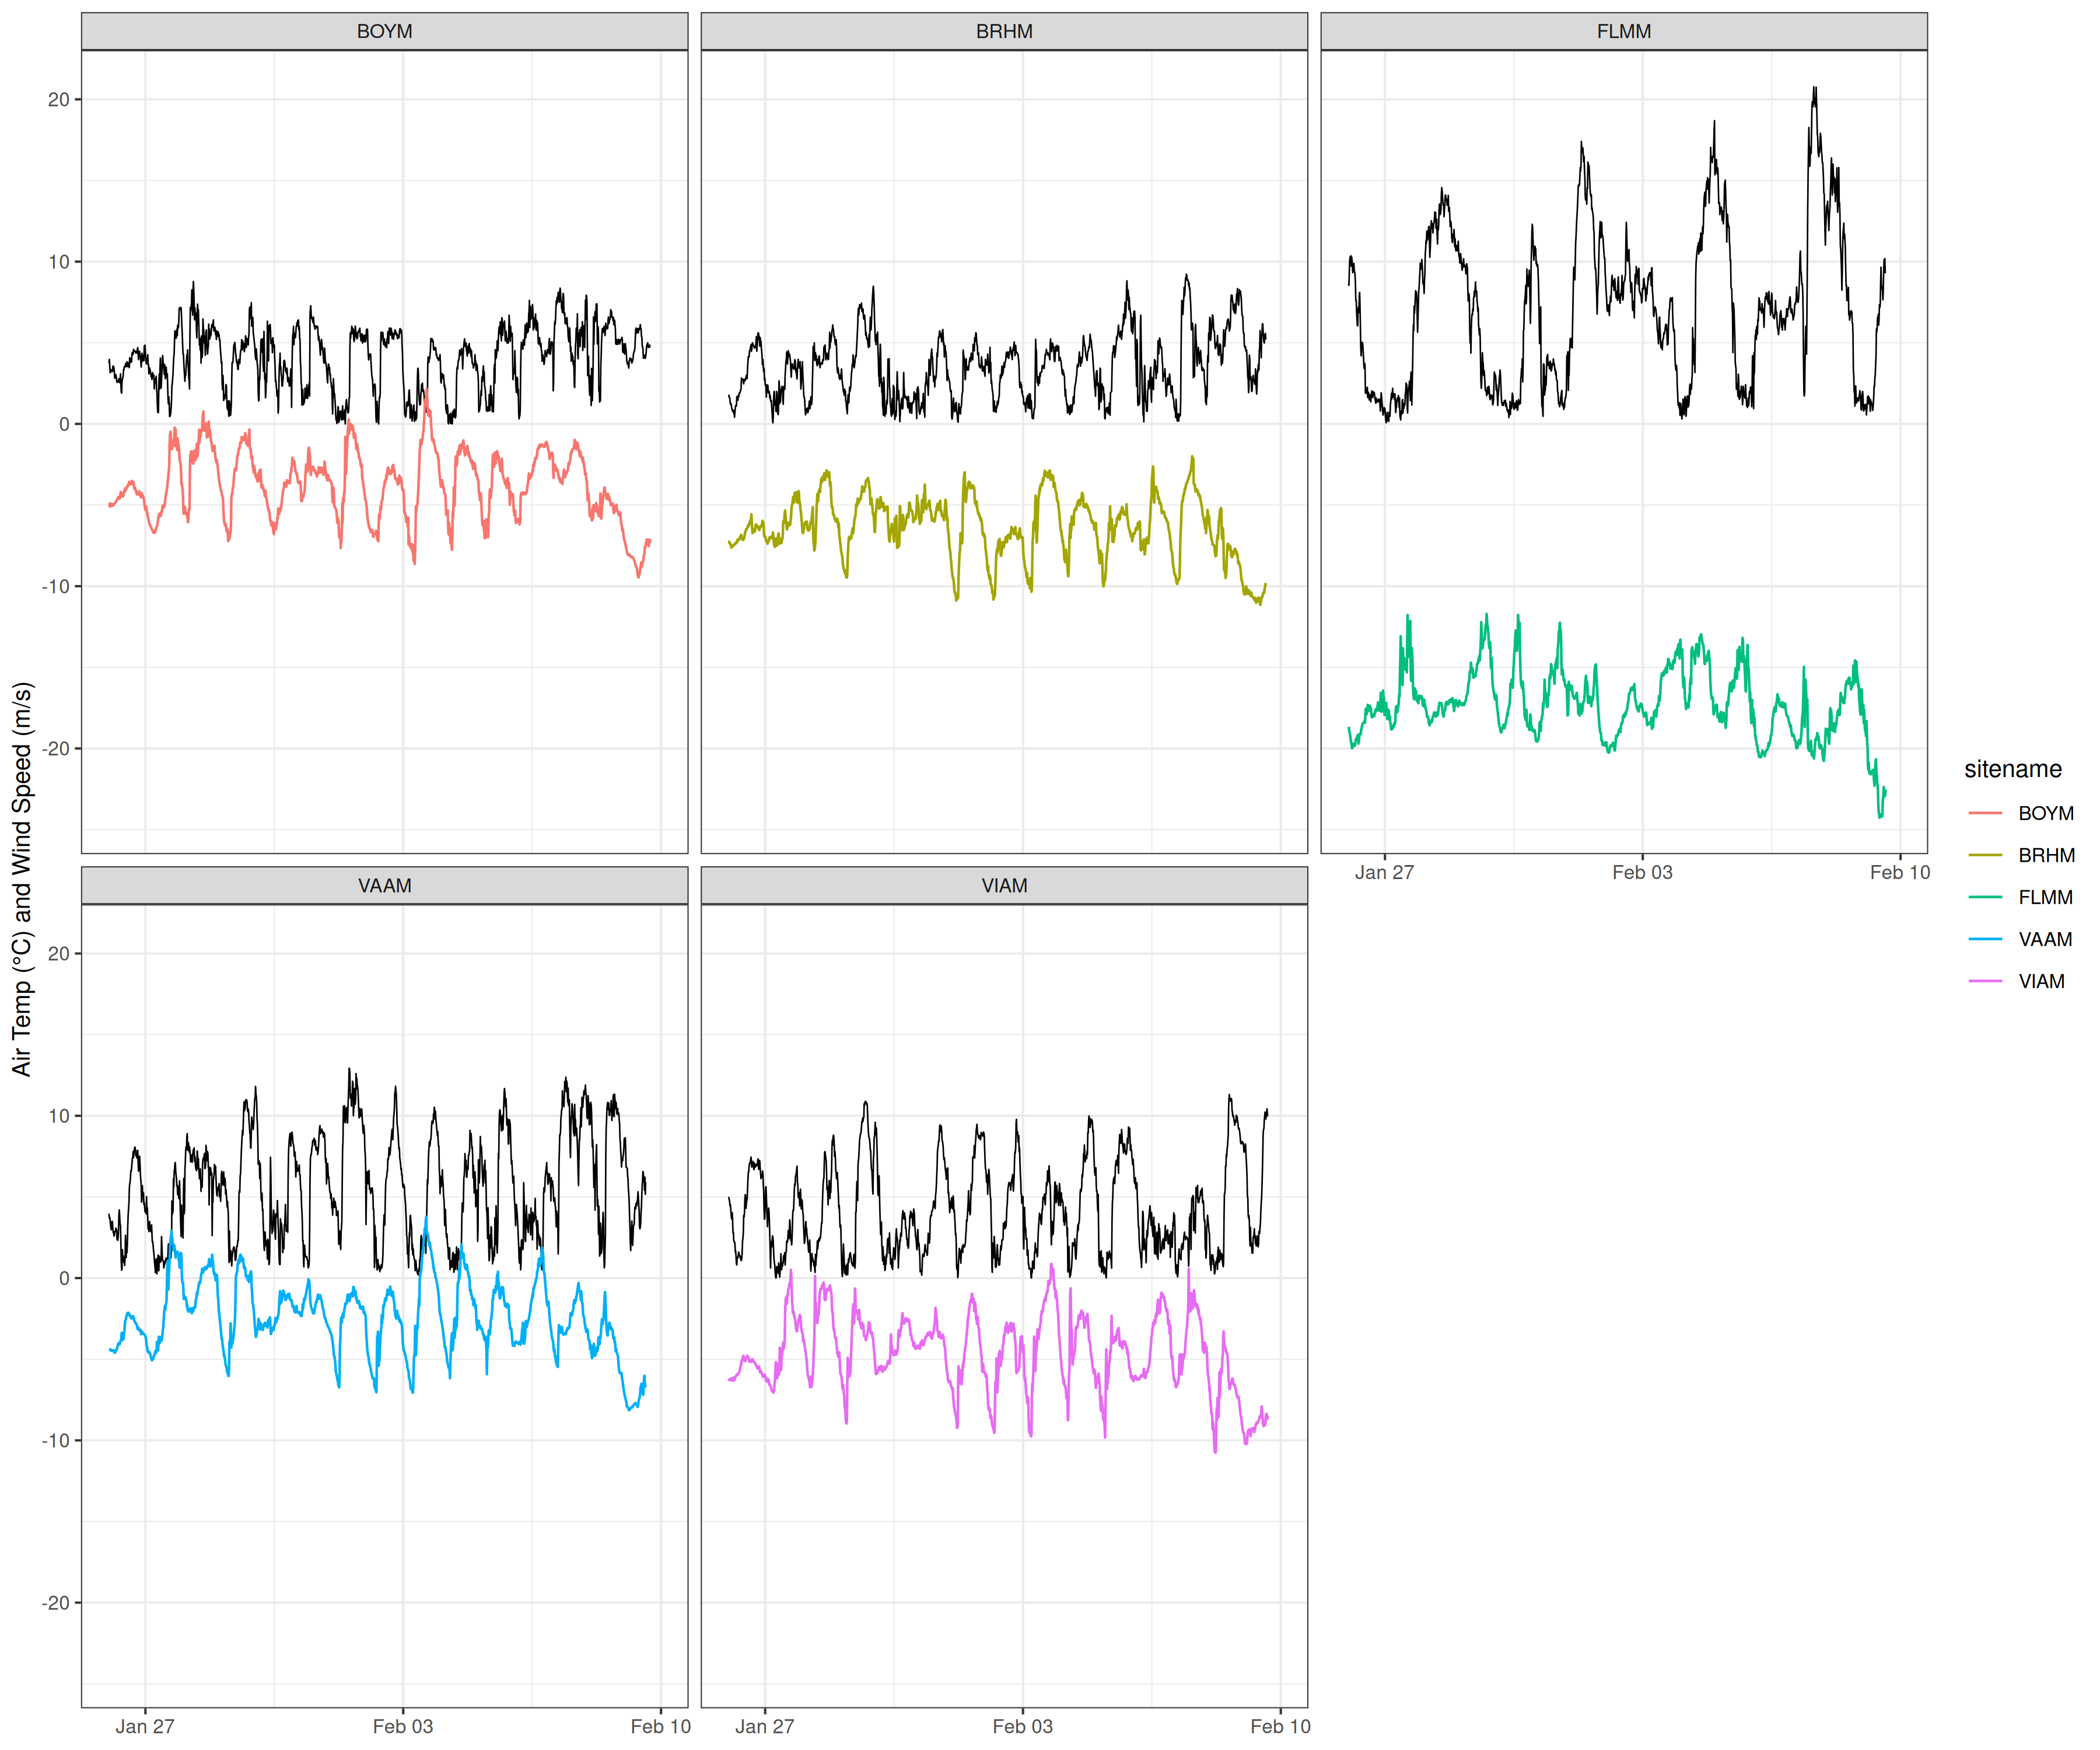 BOYM
BRHM
FLMM
20
10
0
-10
-20
Jan 27
Feb 03
Feb 10
VAAM
VIAM
20
10
0
-10
-20
Jan 27
Feb 03
Feb 10
Jan 27
Feb 03
Feb 10
Air Temp (°C) and Wind Speed (m/s)
sitename
BOYM
BRHM
FLMM
VAAM
VIAM